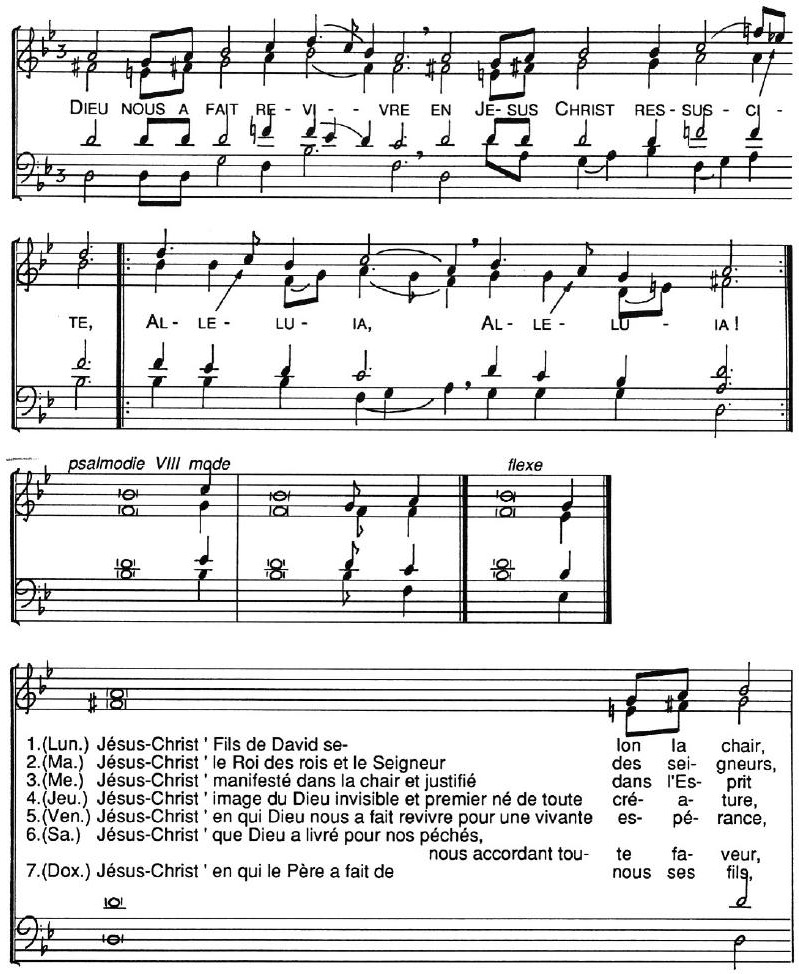 DIEU NOUS A FAIT RE - VI - - VRE EN JE-SUS CHRIST RES-SUS - CI -
TE, AL- LE - LU - IA, AL- LE - LU - IA !
psalmodie VIII mode flexe
1.(Lun.) Jésus-Christ ' Fils de David se- lon la chair,
2.(Ma.) Jésus-Christ ' le Roi des rois et le Seigneur des sei- gneurs,
3.(Me.) Jésus-Christ ' manifesté dans la chair et justifié dans l'Es- prit
4.(Jeu.) Jésus-Christ ' image du Dieu invisible et premier né de toute cré- a- ture,
5.(Ven.) Jésus-Christ ' en qui Dieu nous a fait revivre pour une vivante es- pé- rance,
6.(Sa.) Jésus-Christ ' que Dieu a livré pour nos péchés,
nous accordant tou- te fa- veur,
7.(Dox.) Jésus-Christ ' en qui le Père a fait de nous ses fils,